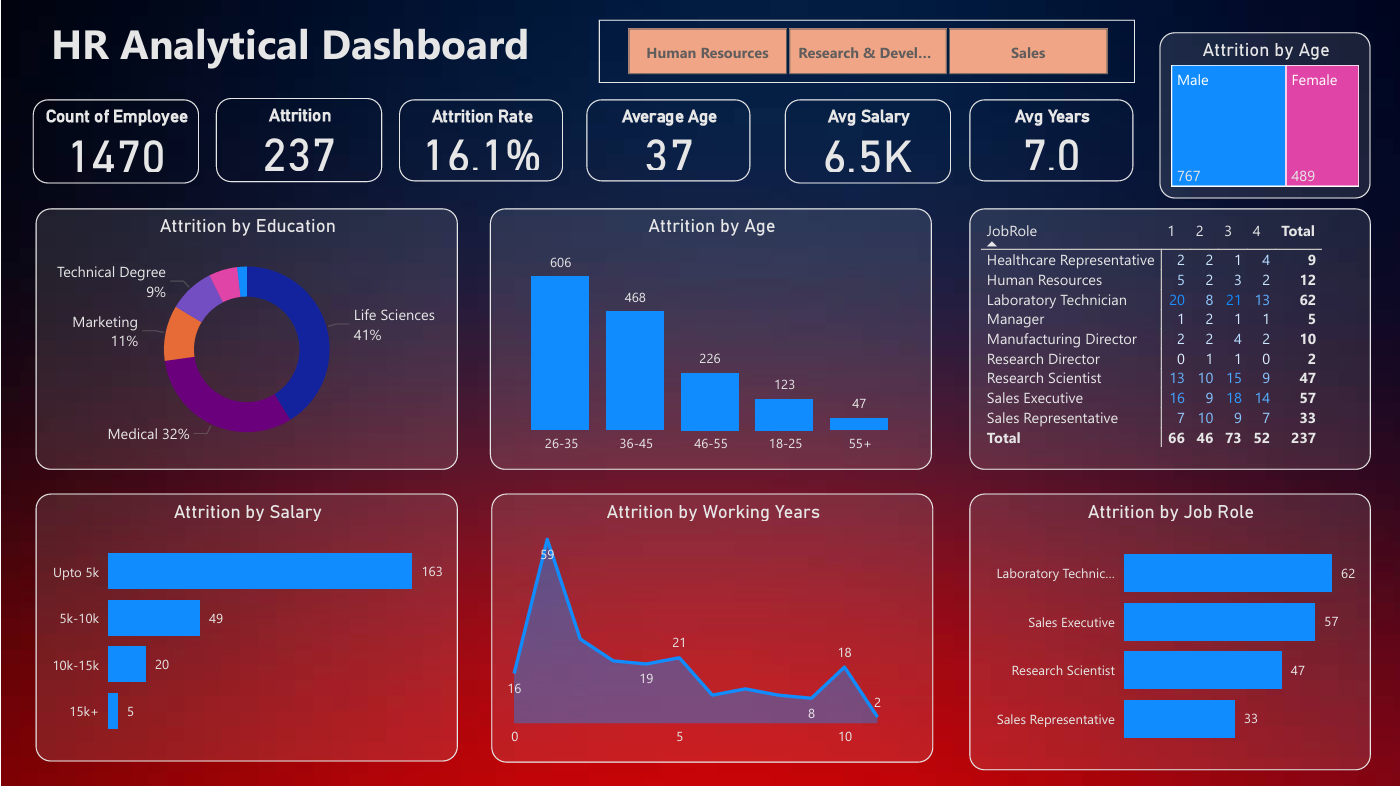 HR Analytical Dashboard
Human Resources
Research & Devel...
Sales
Count of Employee
1470
Attrition
237
Attrition Rate
16.1%
Average Age
37
Avg Salary
6.5K
Avg Years
7.0
Attrition by Age
Male
767
Female
489
Attrition by Education
Technical Degree
9%
Marketing
11%
Life Sciences
41%
Medical 32%
Attrition by Age
606
468
226
123
47
26-35 36-45 46-55 18-25 55+
JobRole 1 2 3 4 Total
Healthcare Representative 2 2 1 4 9
Human Resources 5 2 3 2 12
Laboratory Technician 20 8 21 13 62
Manager 1 2 1 1 5
Manufacturing Director 2 2 4 2 10
Research Director 0 1 1 0 2
Research Scientist 13 10 15 9 47
Sales Executive 16 9 18 14 57
Sales Representative 7 10 9 7 33
Total 66 46 73 52 237
Attrition by Salary
Upto 5k 163
5k-10k 49
10k-15k 20
15k+ 5
Attrition by Working Years
59
16
19
21
8
18
2
0 5 10
Attrition by Job Role
Laboratory Technic... 62
Sales Executive 57
Research Scientist 47
Sales Representative 33